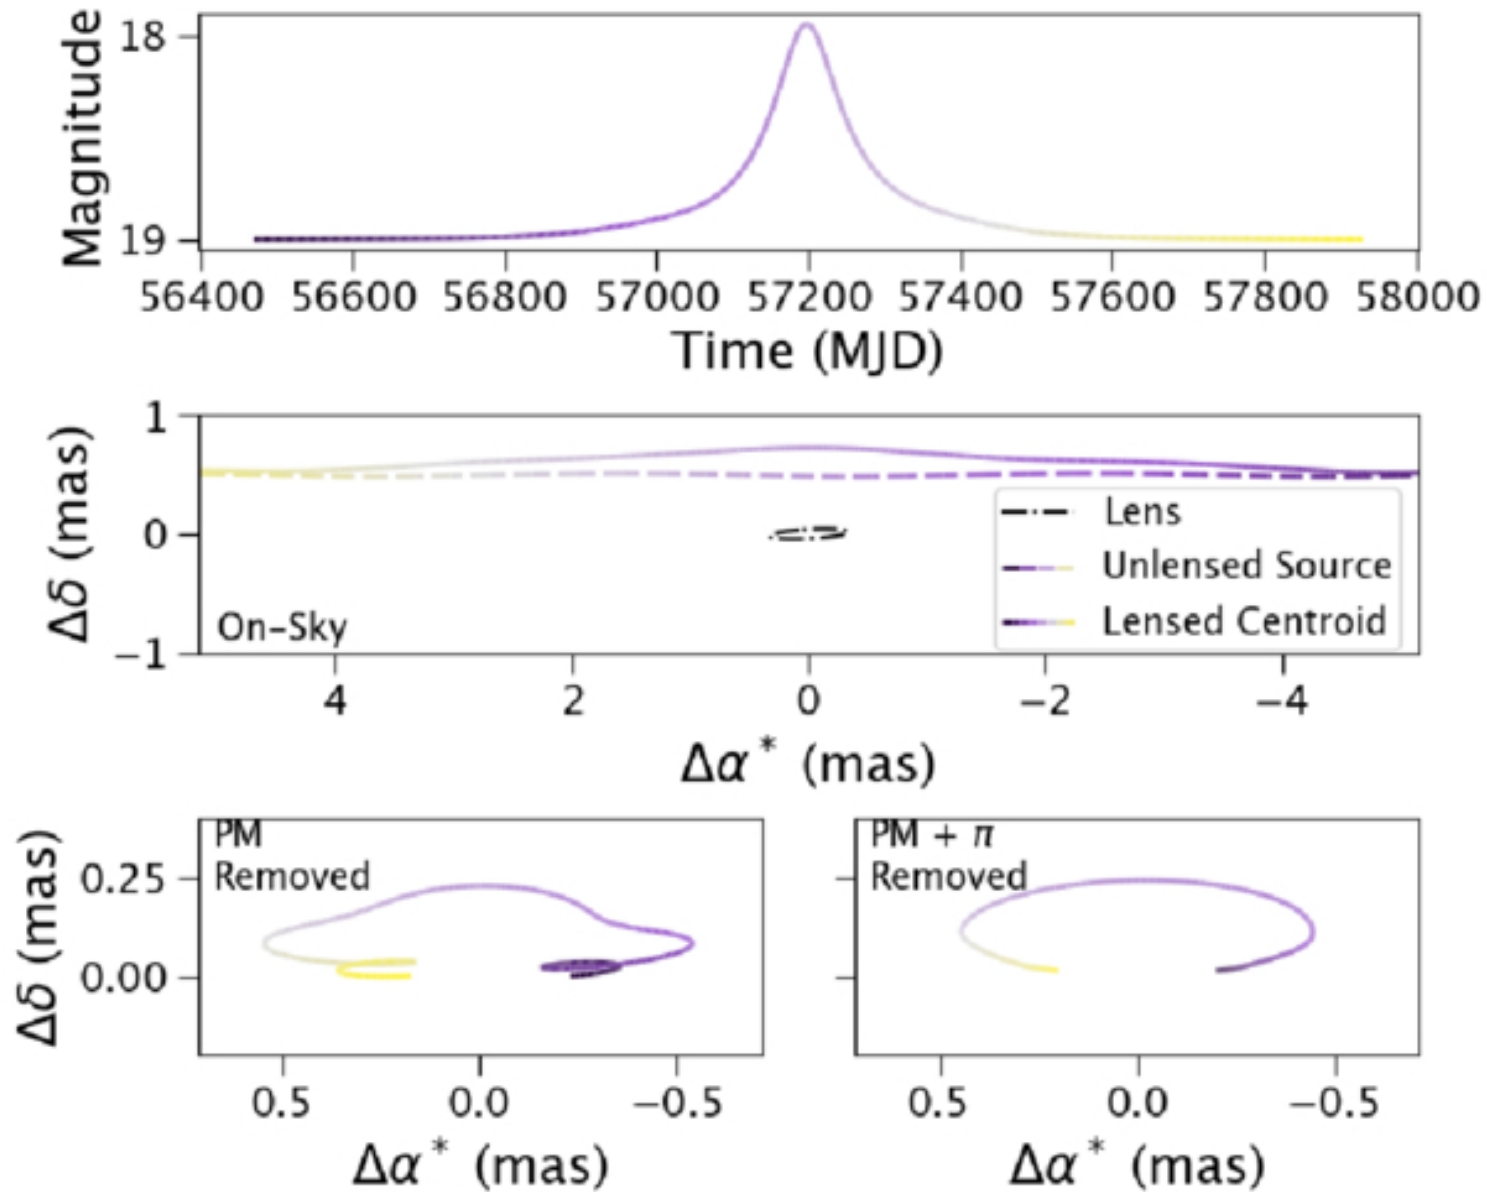 Magnitude
18
19
56400 56600 56800 57000 57200 57400 57600 57800 58000
Time (MJD)
Δδ (mas)
1
0
−1
Lens
Unlensed Source
Lensed Centroid
On-Sky
4 2 0 −2 −4
Δα* (mas)
Δδ (mas)
0.25
0.00
PM
Removed
PM + π
Removed
0.5 0.0 −0.5
0.5 0.0 −0.5
Δα* (mas)
Δα* (mas)